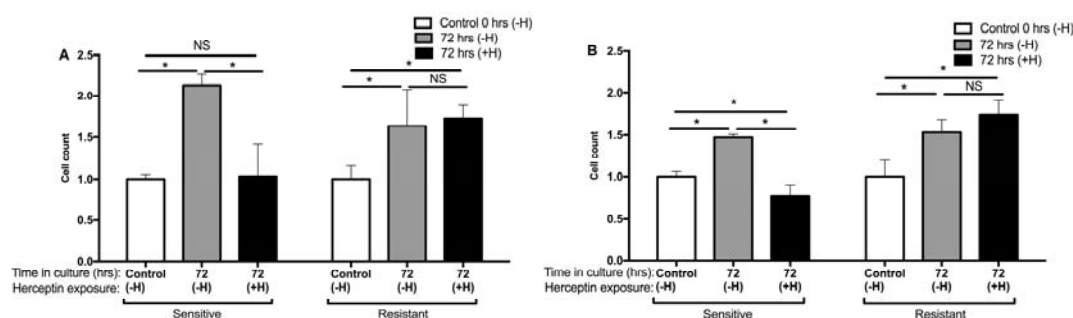 Control 0 hrs (-H)
72 hrs (-H)
72 hrs (+H)
A
NS
* *
*
* NS
2.5
2.0
1.5
1.0
0.5
0.0
Cell count
Time in culture (hrs): Control 72 72 Control 72 72
Herceptin exposure: (-H) (-H) (+H) (-H) (-H) (+H)
Sensitive Resistant
Control 0 hrs (-H)
72 hrs (-H)
72 hrs (+H)
B
*
* *
*
* NS
2.5
2.0
1.5
1.0
0.5
0.0
Cell count
Time in culture (hrs): Control 72 72 Control 72 72
Herceptin exposure: (-H) (-H) (+H) (-H) (-H) (+H)
Sensitive Resistant